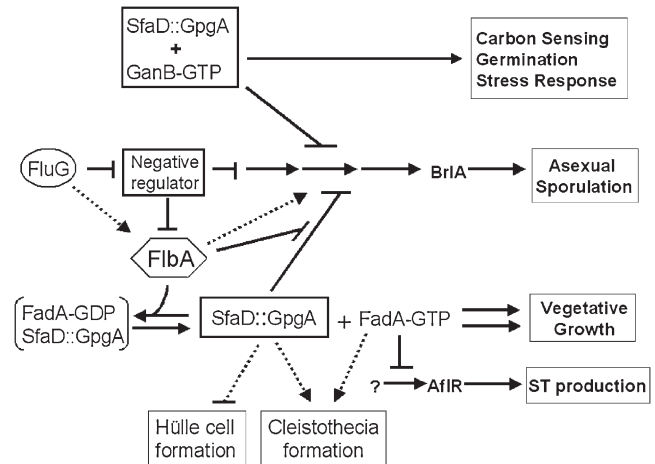 SfaD::GpgA
+
GanB-GTP
Carbon Sensing
Germination
Stress Response
FluG
Negative
regulator
BrlA
Asexual
Sporulation
FlbA
FadA-GDP
SfaD::GpgA
SfaD::GpgA
+ FadA-GTP
Vegetative
Growth
?
AflR
ST production
Hülle cell
formation
Cleistothecia
formation